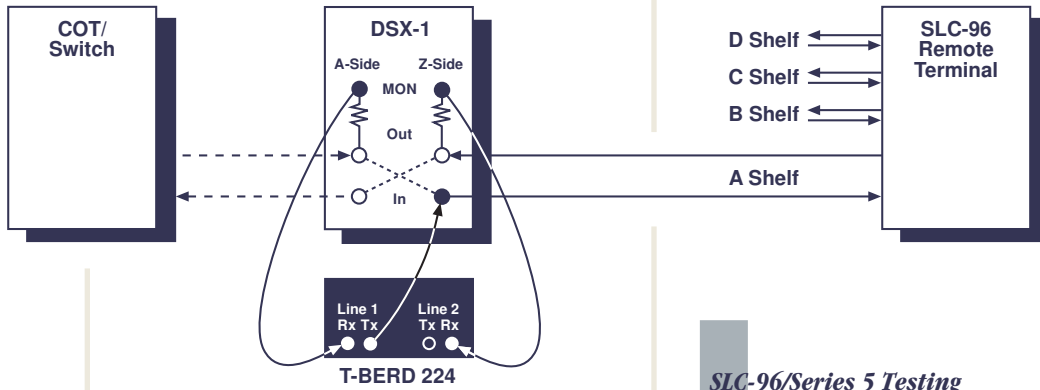 COT/
Switch
DSX-1
A-Side Z-Side
MON
Out
In
D Shelf
C Shelf
B Shelf
A Shelf
SLC-96
Remote
Terminal
Line 1
Rx Tx
Line 2
Tx Rx
T-BERD 224
SLC-96/Series 5 Testing